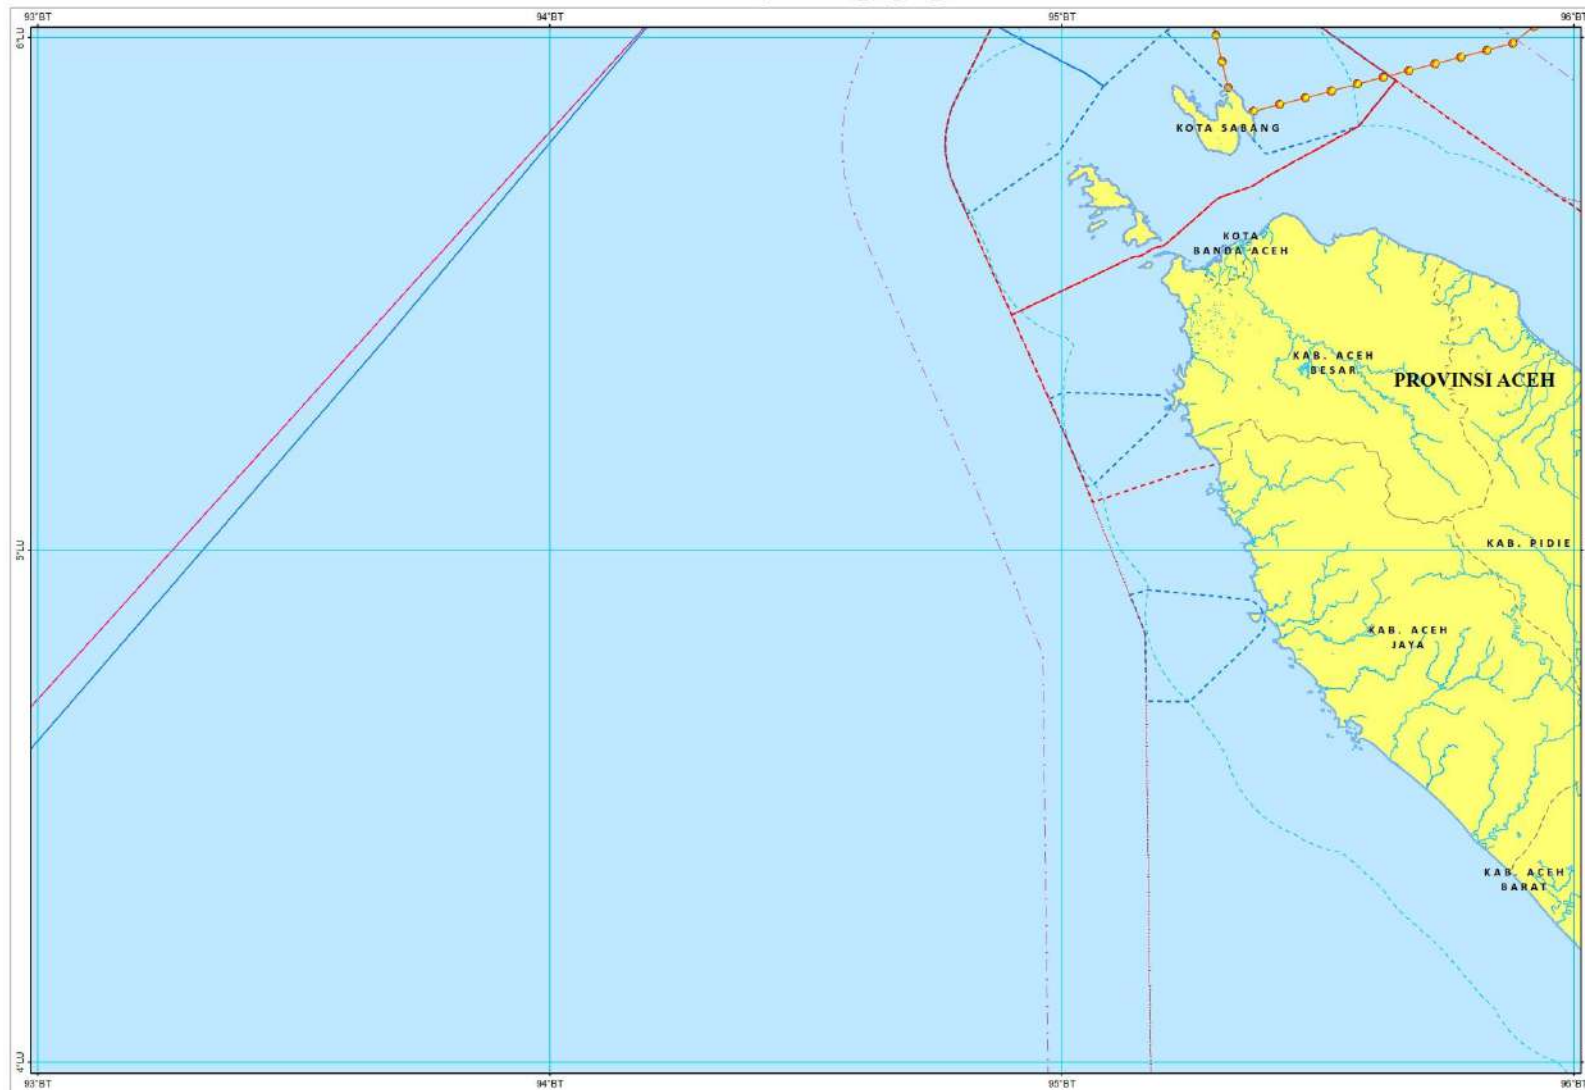 93°BT
94°BT
95°BT
96°BT
6°U
KOTA SABANG
KOTA
BANDA ACEH
KAB. ACEH
BESAR
PROVINSI ACEH
5°LU
KAB. PIDIE
KAB. ACEH
JAYA
KAB. ACEH
BARAT
4°LU
93°BT
94°BT
95°BT
96°BT